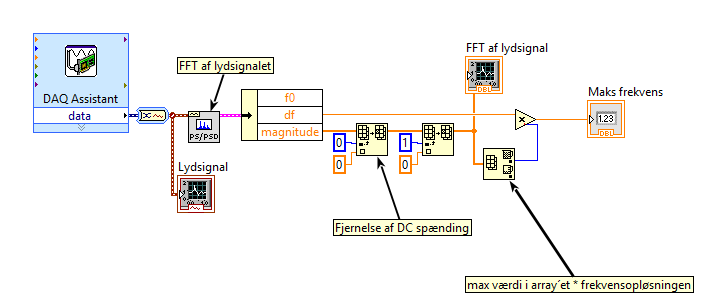 FFT af lydsignal
FFT af lydsignalet
Maks frekvens
DAQ Assistant
data
PS/PSD
f0
df
magnitude
DBL
1.23
DBL
0
1
0
0
Lydsignal
Fjernelse af DC spænding
max værdi i array´et * frekvensopløsningen